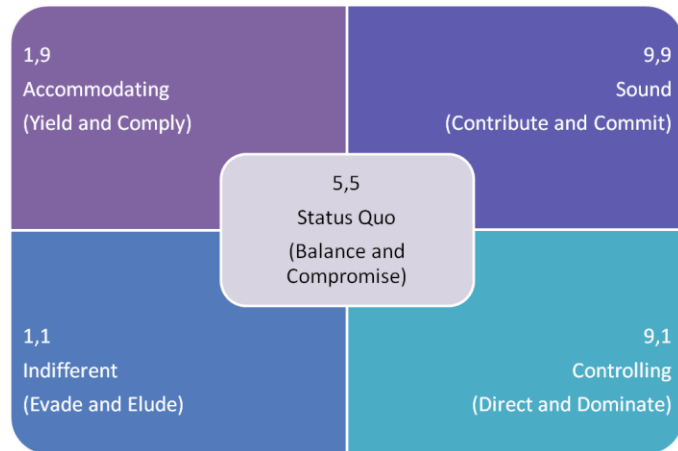 1,9
Accommodating
(Yield and Comply)
9,9
Sound
(Contribute and Commit)
5,5
Status Quo
(Balance and
Compromise)
1,1
Indifferent
(Evade and Elude)
9,1
Controlling
(Direct and Dominate)